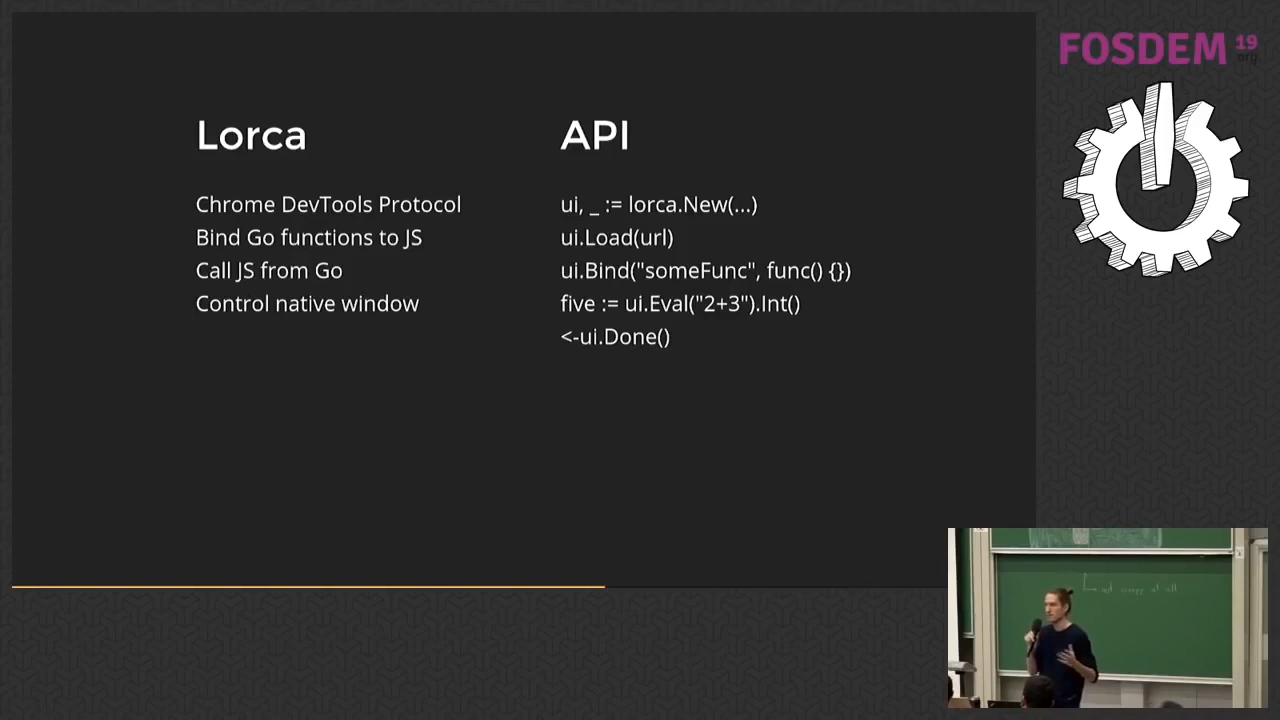 Lorca
Chrome DevTools Protocol
Bind Go functions to JS
Call JS from Go
Control native window
API
ui, _ := lorca.New(...)
ui.Load(url)
ui.Bind("someFunc", func() {})
five := ui.Eval("2+3").Int()
<-ui.Done()
FOSDEM 19
.org